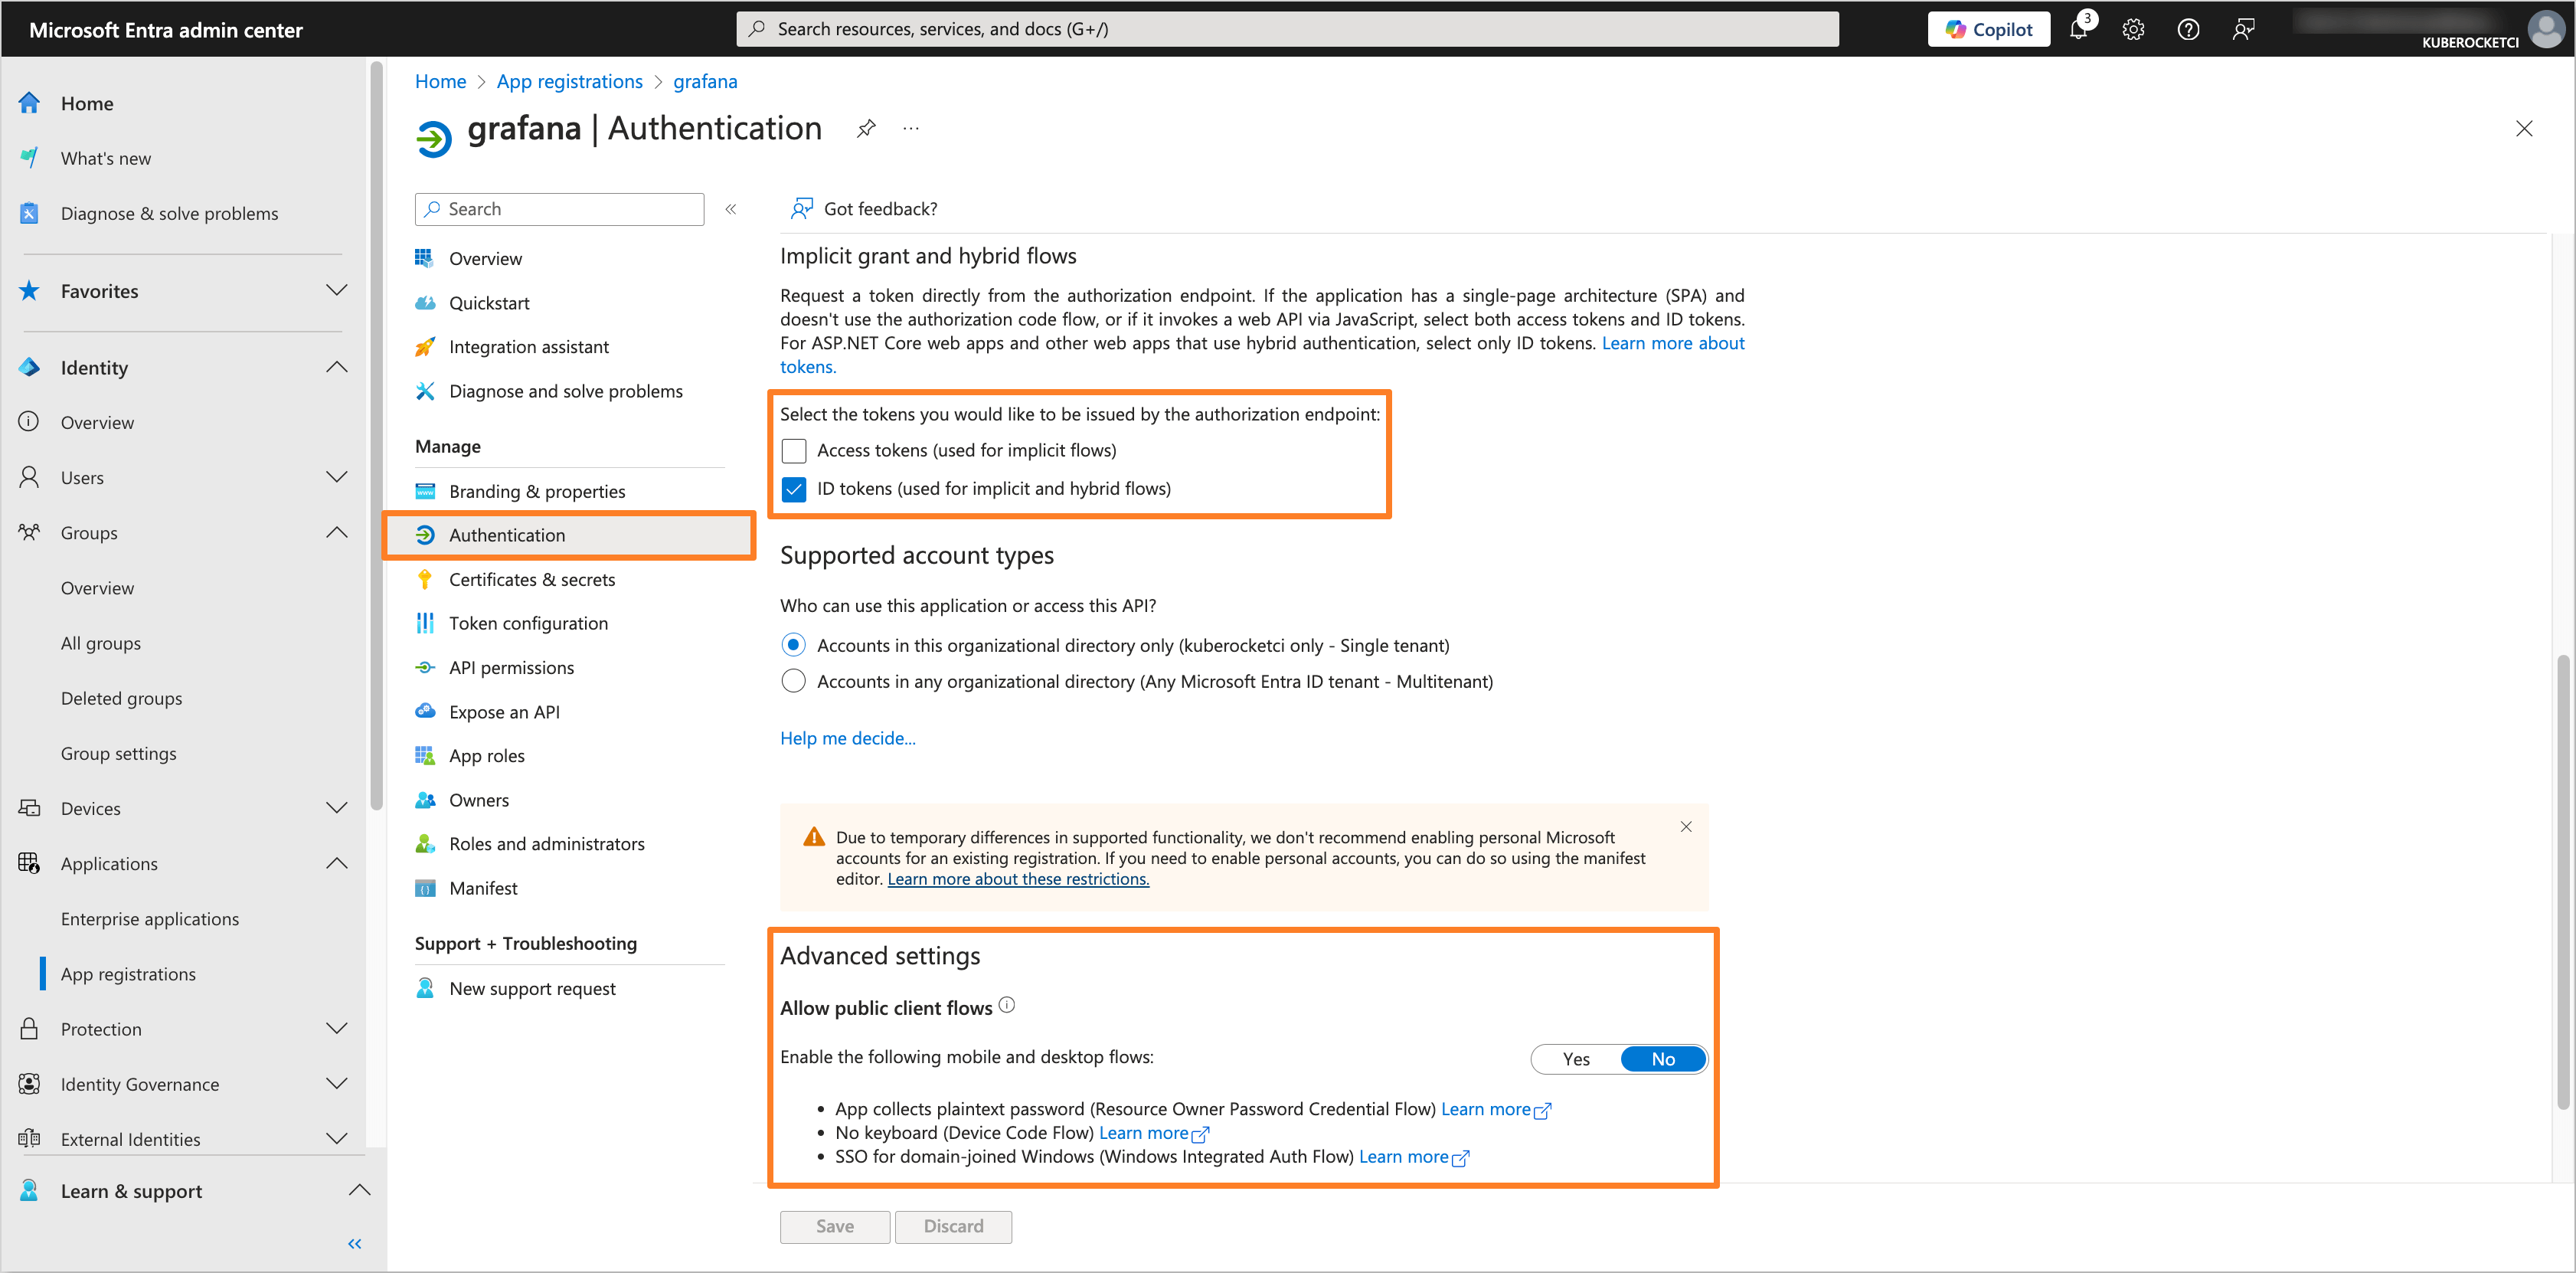 Microsoft Entra admin center
Search resources, services, and docs (G+/)
Copilot
3
KUBEROCKETCI
Home
What's new
Diagnose & solve problems
Favorites
Identity
Overview
Users
Groups
Overview
All groups
Deleted groups
Group settings
Devices
Applications
Enterprise applications
App registrations
Protection
Identity Governance
External Identities
Learn & support
Home > App registrations > grafana
grafana | Authentication
Search
Overview
Quickstart
Integration assistant
Diagnose and solve problems
Manage
Branding & properties
Authentication
Certificates & secrets
Token configuration
API permissions
Expose an API
App roles
Owners
Roles and administrators
Manifest
Support + Troubleshooting
New support request
Got feedback?
Implicit grant and hybrid flows
Request a token directly from the authorization endpoint. If the application has a single-page architecture (SPA) and
doesn't use the authorization code flow, or if it invokes a web API via JavaScript, select both access tokens and ID tokens.
For ASP.NET Core web apps and other web apps that use hybrid authentication, select only ID tokens. Learn more about
tokens.
Select the tokens you would like to be issued by the authorization endpoint:
Access tokens (used for implicit flows)
ID tokens (used for implicit and hybrid flows)
Supported account types
Who can use this application or access this API?
Accounts in this organizational directory only (kuberocketci only - Single tenant)
Accounts in any organizational directory (Any Microsoft Entra ID tenant - Multitenant)
Help me decide...
Due to temporary differences in supported functionality, we don't recommend enabling personal Microsoft
accounts for an existing registration. If you need to enable personal accounts, you can do so using the manifest
editor. Learn more about these restrictions.
Advanced settings
Allow public client flows
Enable the following mobile and desktop flows:
Yes No
• App collects plaintext password (Resource Owner Password Credential Flow) Learn more
• No keyboard (Device Code Flow) Learn more
• SSO for domain-joined Windows (Windows Integrated Auth Flow) Learn more
Save Discard